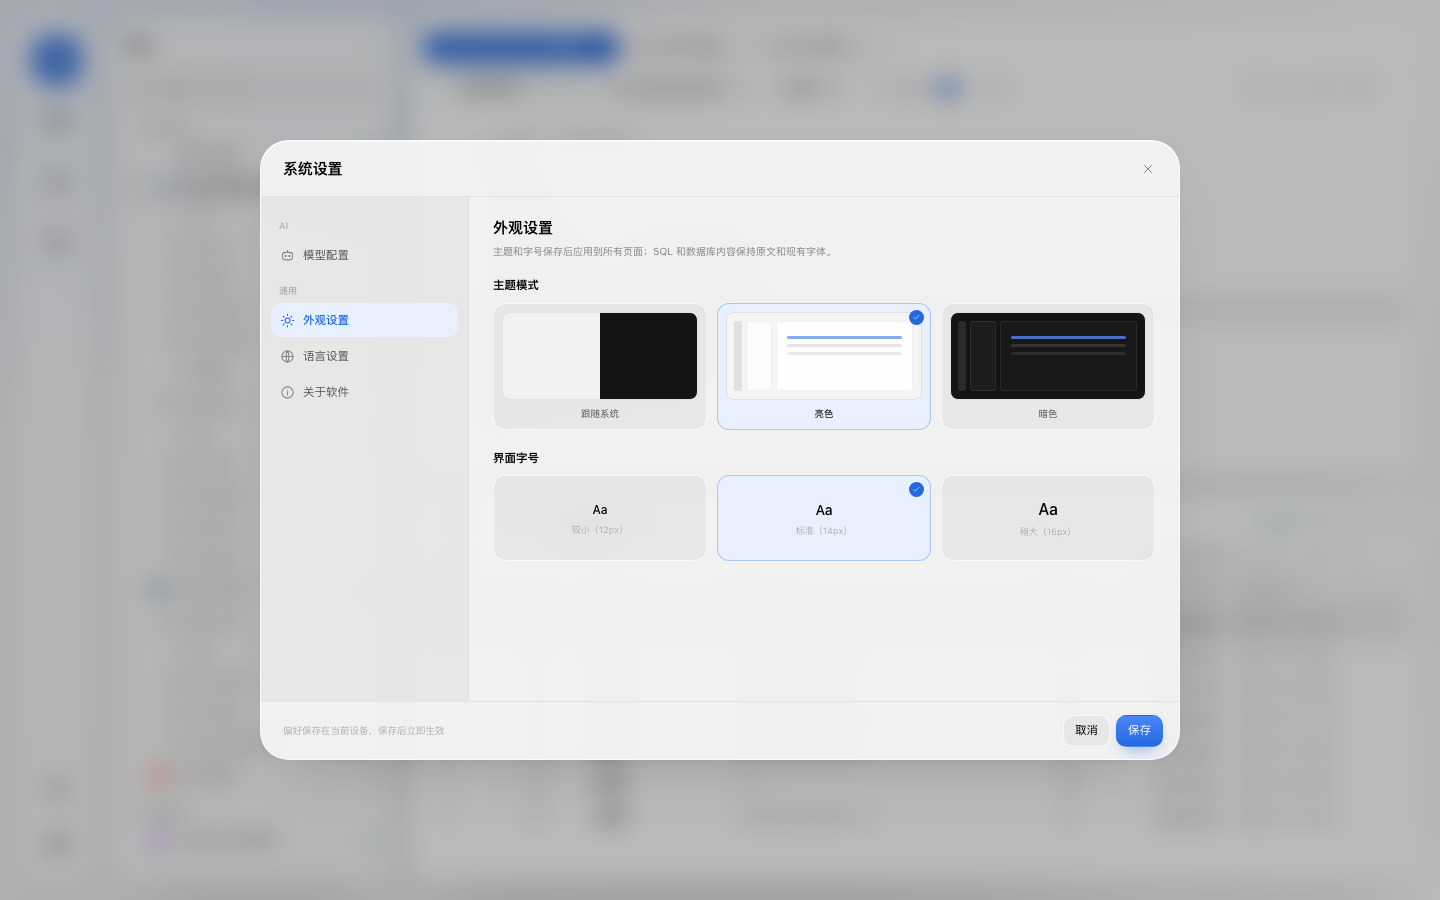 系统设置
AI
模型配置
通用
外观设置
语言设置
关于软件
外观设置
主题和字号保存后应用到所有页面；SQL 和数据库内容保持原文和现有字体。
主题模式
跟随系统
亮色
暗色
界面字号
Aa
较小（12px）
Aa
标准（14px）
Aa
稍大（16px）
偏好保存在当前设备，保存后立即生效
取消
保存